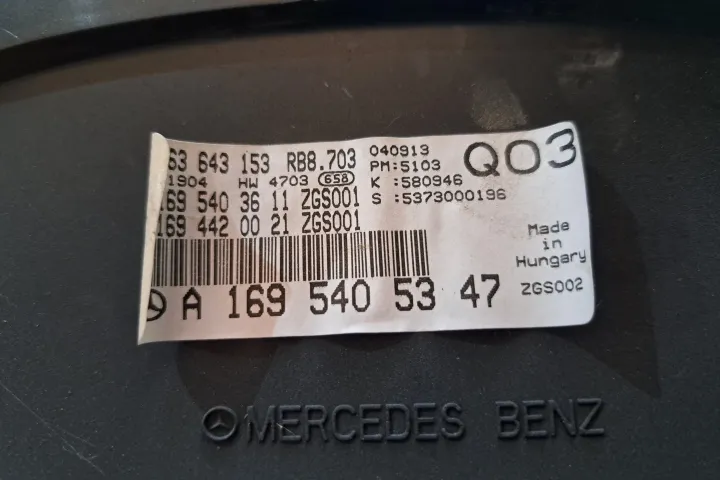 63 643 153 RB8.703 040913 Q03
1904 HW 4703 658 PM:5103
169 540 36 11 ZGS001 K :580946
169 442 00 21 ZGS001 S :5373000196
Made
in
Hungary
A 169 540 53 47 ZGS002
MERCEDES BENZ